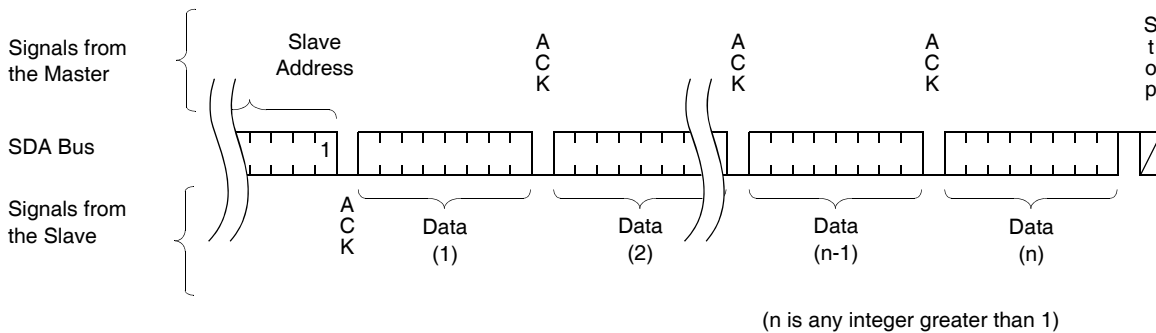 Signals from
the Master
Slave
Address
A
C
K
A
C
K
A
C
K
S
t
o
p
SDA Bus
1
Signals from
the Slave
A
C
K
Data
(1)
Data
(2)
Data
(n-1)
Data
(n)
(n is any integer greater than 1)